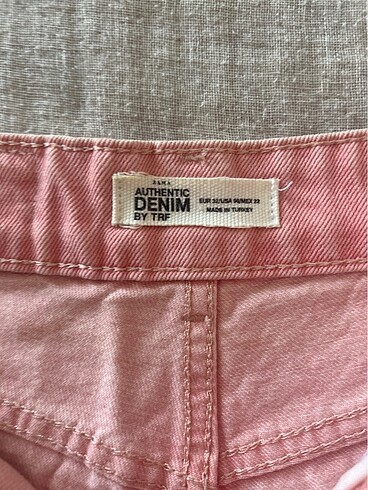 ZARA
AUTHENTIC
DENIM
BY TRF
EUR 32/USA 00/MEX 22
MADE IN TURKEY